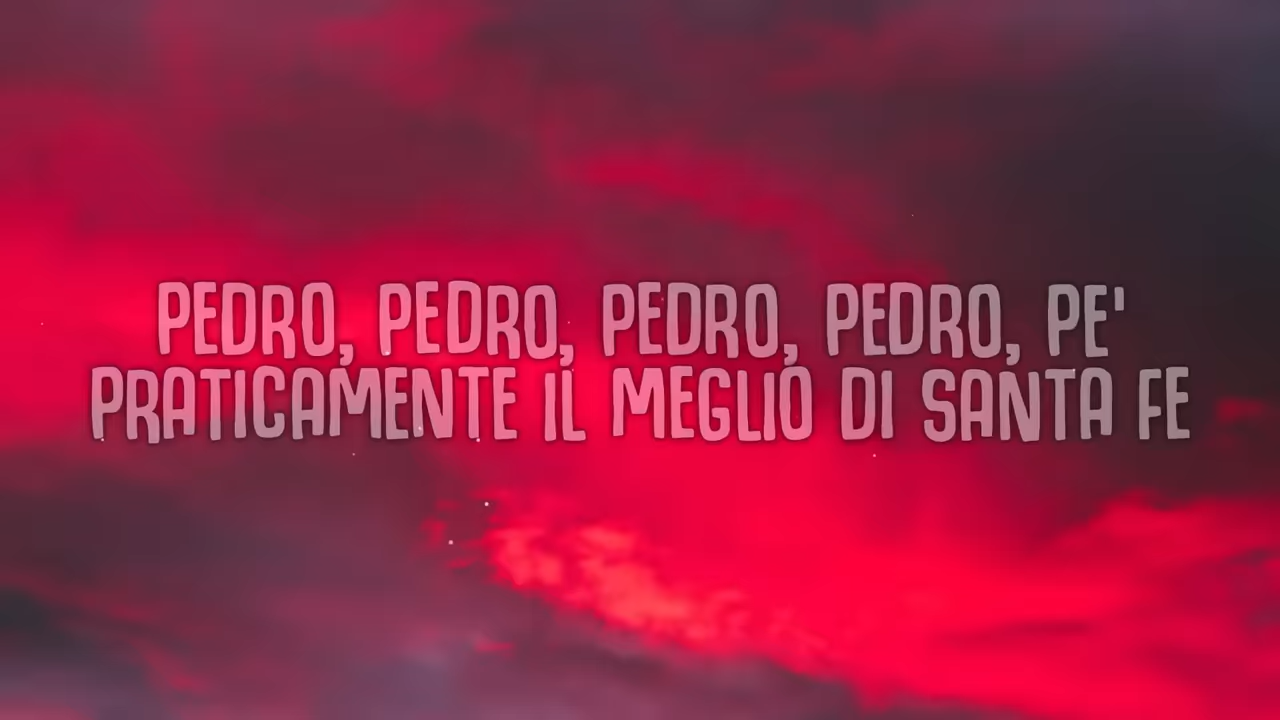 PEDRO, PEDRO, PEDRO, PEDRO, PE'
PRATICAMENTE IL MEGLIO DI SANTA FE